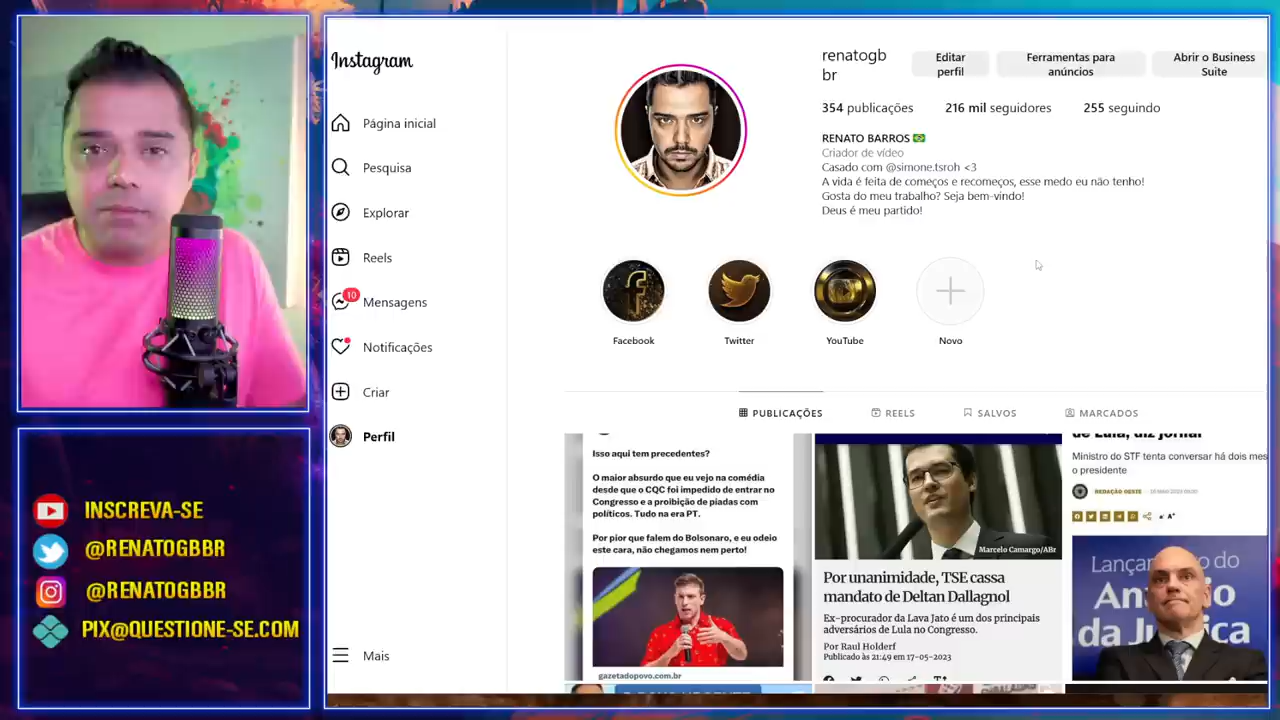 Instagram
Página inicial
Pesquisa
Explorar
Reels
10
Mensagens
Notificações
Criar
Perfil
Mais
renatogb
br
Editar
perfil
Ferramentas para
anúncios
Abrir o Business
Suite
354 publicações
216 mil seguidores
255 seguindo
RENATO BARROS
Criador de vídeo
Casado com @simone.tsroh <3
A vida é feita de começos e recomeços, esse medo eu não tenho!
Gosta do meu trabalho? Seja bem-vindo!
Deus é meu partido!
Facebook
Twitter
YouTube
Novo
PUBLICAÇÕES
REELS
SALVOS
MARCADOS
Isso aqui tem precedentes?
O maior absurdo que eu vejo na comédia
desde que o CQC foi impedido de entrar no
Congresso e a proibição de piadas com
políticos. Tudo na era PT.
Por pior que falem do Bolsonaro, e eu odeio
este cara, não chegamos nem perto!
gazetadopovo.com.br
Marcelo Camargo/ABr
Por unanimidade, TSE cassa
mandato de Deltan Dallagnol
Ex-procurador da Lava Jato é um dos principais
adversários de Lula no Congresso.
Por Raul Holderf
Publicado às 21:49 em 17-05-2023
de Lula, diz jornal
Ministro do STF tenta conversar há dois mes
o presidente
REDAÇÃO OESTE
A+
Lançamento do
da
INSCREVA-SE
@RENATOGBBR
@RENATOGBBR
PIX@QUESTIONE-SE.COM